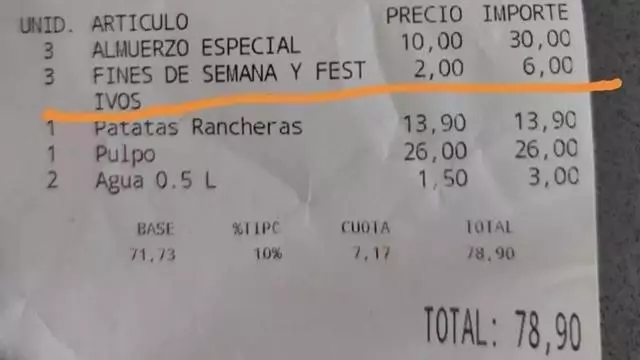 UNID. ARTICULO PRECIO IMPORTE
3 ALMUERZO ESPECIAL 10,00 30,00
3 FINES DE SEMANA Y FEST 2,00 6,00
IVOS
1 Patatas Rancheras 13,90 13,90
1 Pulpo 26,00 26,00
2 Agua 0.5 L 1,50 3,00
BASE %TIPC CUOTA TOTAL
71,73 10% 7,17 78,90
TOTAL: 78,90